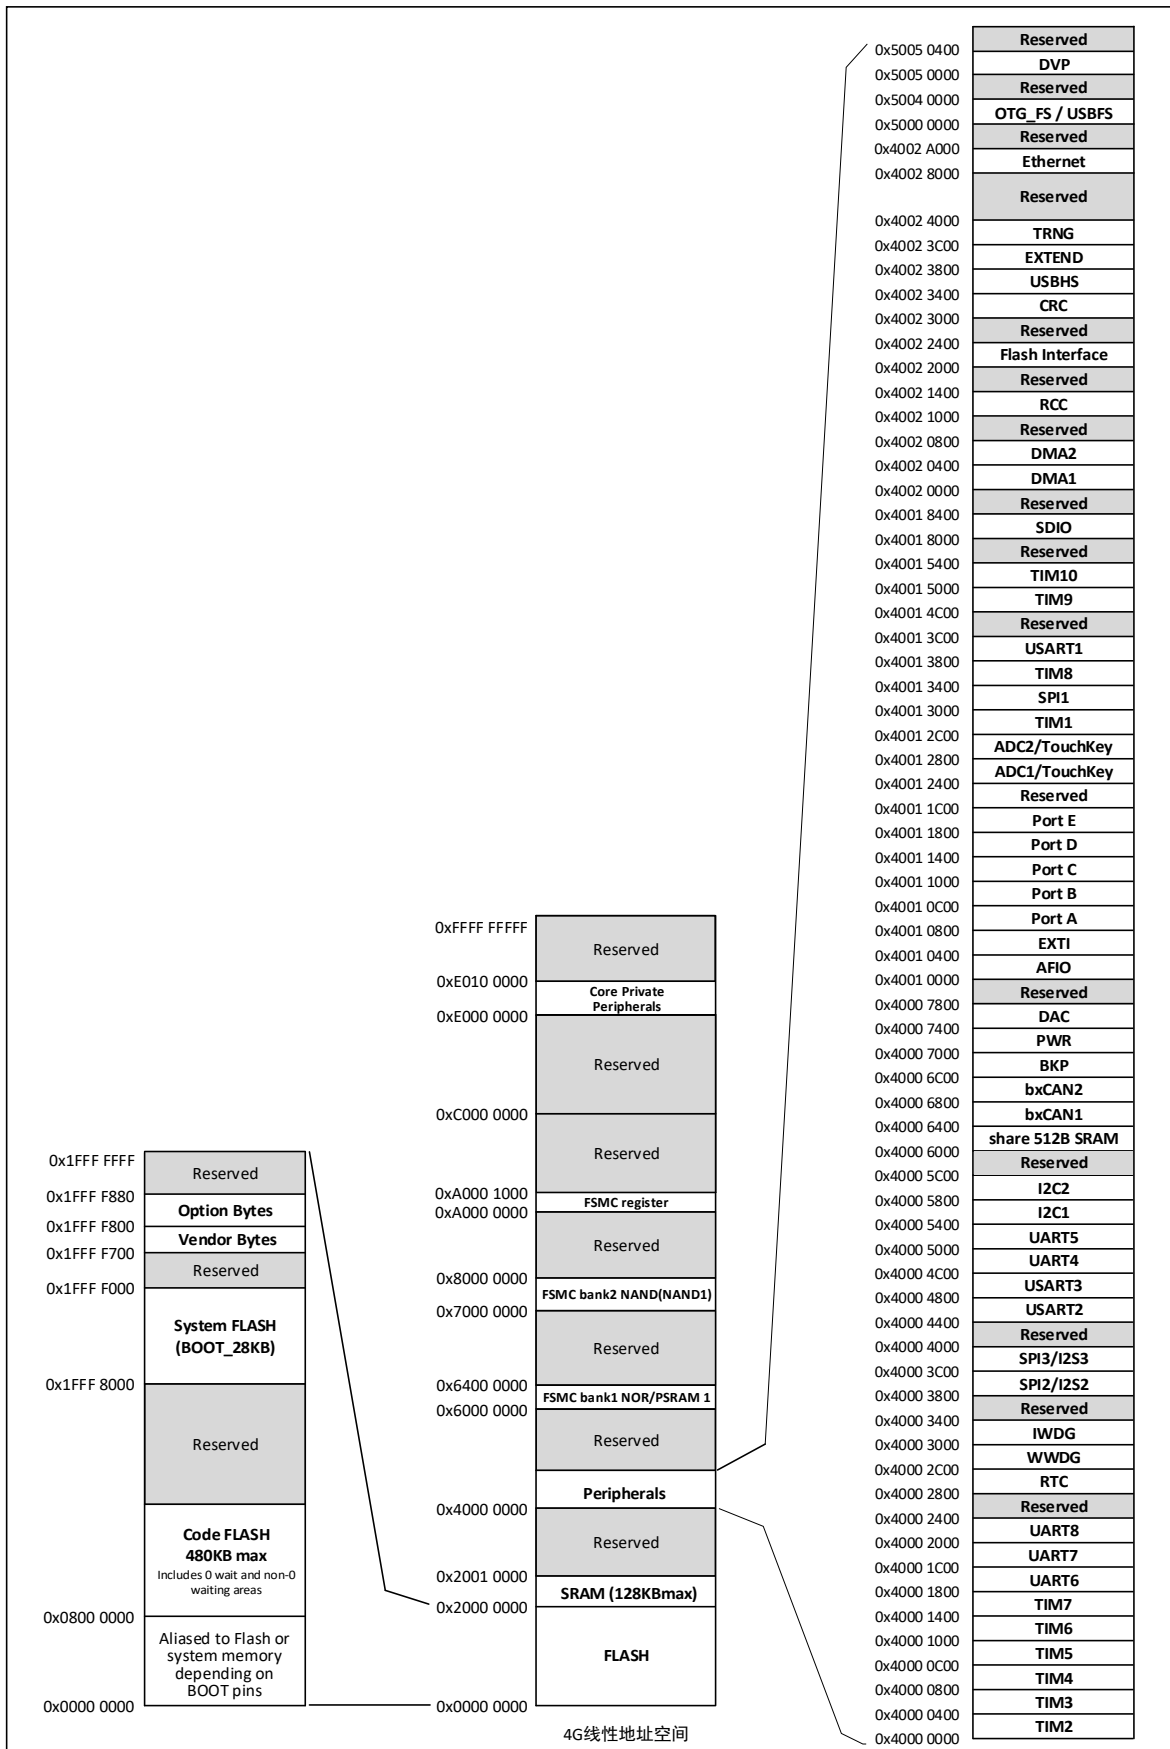 0x1FFF FFFF
Reserved
0x1FFF F880
Option Bytes
0x1FFF F800
Vendor Bytes
0x1FFF F700
Reserved
0x1FFF F000
System FLASH
(BOOT_28KB)
0x1FFF 8000
Reserved
Code FLASH
480KB max
Includes 0 wait and non-0
waiting areas
0x0800 0000
Aliased to Flash or
system memory
depending on
BOOT pins
0x0000 0000
0xFFFF FFFFF
Reserved
0xE010 0000
Core Private
Peripherals
0xE000 0000
Reserved
0xC000 0000
Reserved
0xA000 1000
FSMC register
0xA000 0000
Reserved
0x8000 0000
FSMC bank2 NAND(NAND1)
0x7000 0000
Reserved
0x6400 0000
FSMC bank1 NOR/PSRAM 1
0x6000 0000
Reserved
Peripherals
0x4000 0000
Reserved
0x2001 0000
SRAM (128KBmax)
0x2000 0000
FLASH
0x0000 0000
4G线性地址空间
Reserved
0x5005 0400
DVP
0x5005 0000
Reserved
0x5004 0000
OTG_FS / USBFS
0x5000 0000
Reserved
0x4002 A000
Ethernet
0x4002 8000
Reserved
0x4002 4000
TRNG
0x4002 3C00
EXTEND
0x4002 3800
USBHS
0x4002 3400
CRC
0x4002 3000
Reserved
0x4002 2400
Flash Interface
0x4002 2000
Reserved
0x4002 1400
RCC
0x4002 1000
Reserved
0x4002 0800
DMA2
0x4002 0400
DMA1
0x4002 0000
Reserved
0x4001 8400
SDIO
0x4001 8000
Reserved
0x4001 5400
TIM10
0x4001 5000
TIM9
0x4001 4C00
Reserved
0x4001 3C00
USART1
0x4001 3800
TIM8
0x4001 3400
SPI1
0x4001 3000
TIM1
0x4001 2C00
ADC2/TouchKey
0x4001 2800
ADC1/TouchKey
0x4001 2400
Reserved
0x4001 1C00
Port E
0x4001 1800
Port D
0x4001 1400
Port C
0x4001 1000
Port B
0x4001 0C00
Port A
0x4001 0800
EXTI
0x4001 0400
AFIO
0x4001 0000
Reserved
0x4000 7800
DAC
0x4000 7400
PWR
0x4000 7000
BKP
0x4000 6C00
bxCAN2
0x4000 6800
bxCAN1
0x4000 6400
share 512B SRAM
0x4000 6000
Reserved
0x4000 5C00
I2C2
0x4000 5800
I2C1
0x4000 5400
UART5
0x4000 5000
UART4
0x4000 4C00
USART3
0x4000 4800
USART2
0x4000 4400
Reserved
0x4000 4000
SPI3/I2S3
0x4000 3C00
SPI2/I2S2
0x4000 3800
Reserved
0x4000 3400
IWDG
0x4000 3000
WWDG
0x4000 2C00
RTC
0x4000 2800
Reserved
0x4000 2400
UART8
0x4000 2000
UART7
0x4000 1C00
UART6
0x4000 1800
TIM7
0x4000 1400
TIM6
0x4000 1000
TIM5
0x4000 0C00
TIM4
0x4000 0800
TIM3
0x4000 0400
TIM2
0x4000 0000